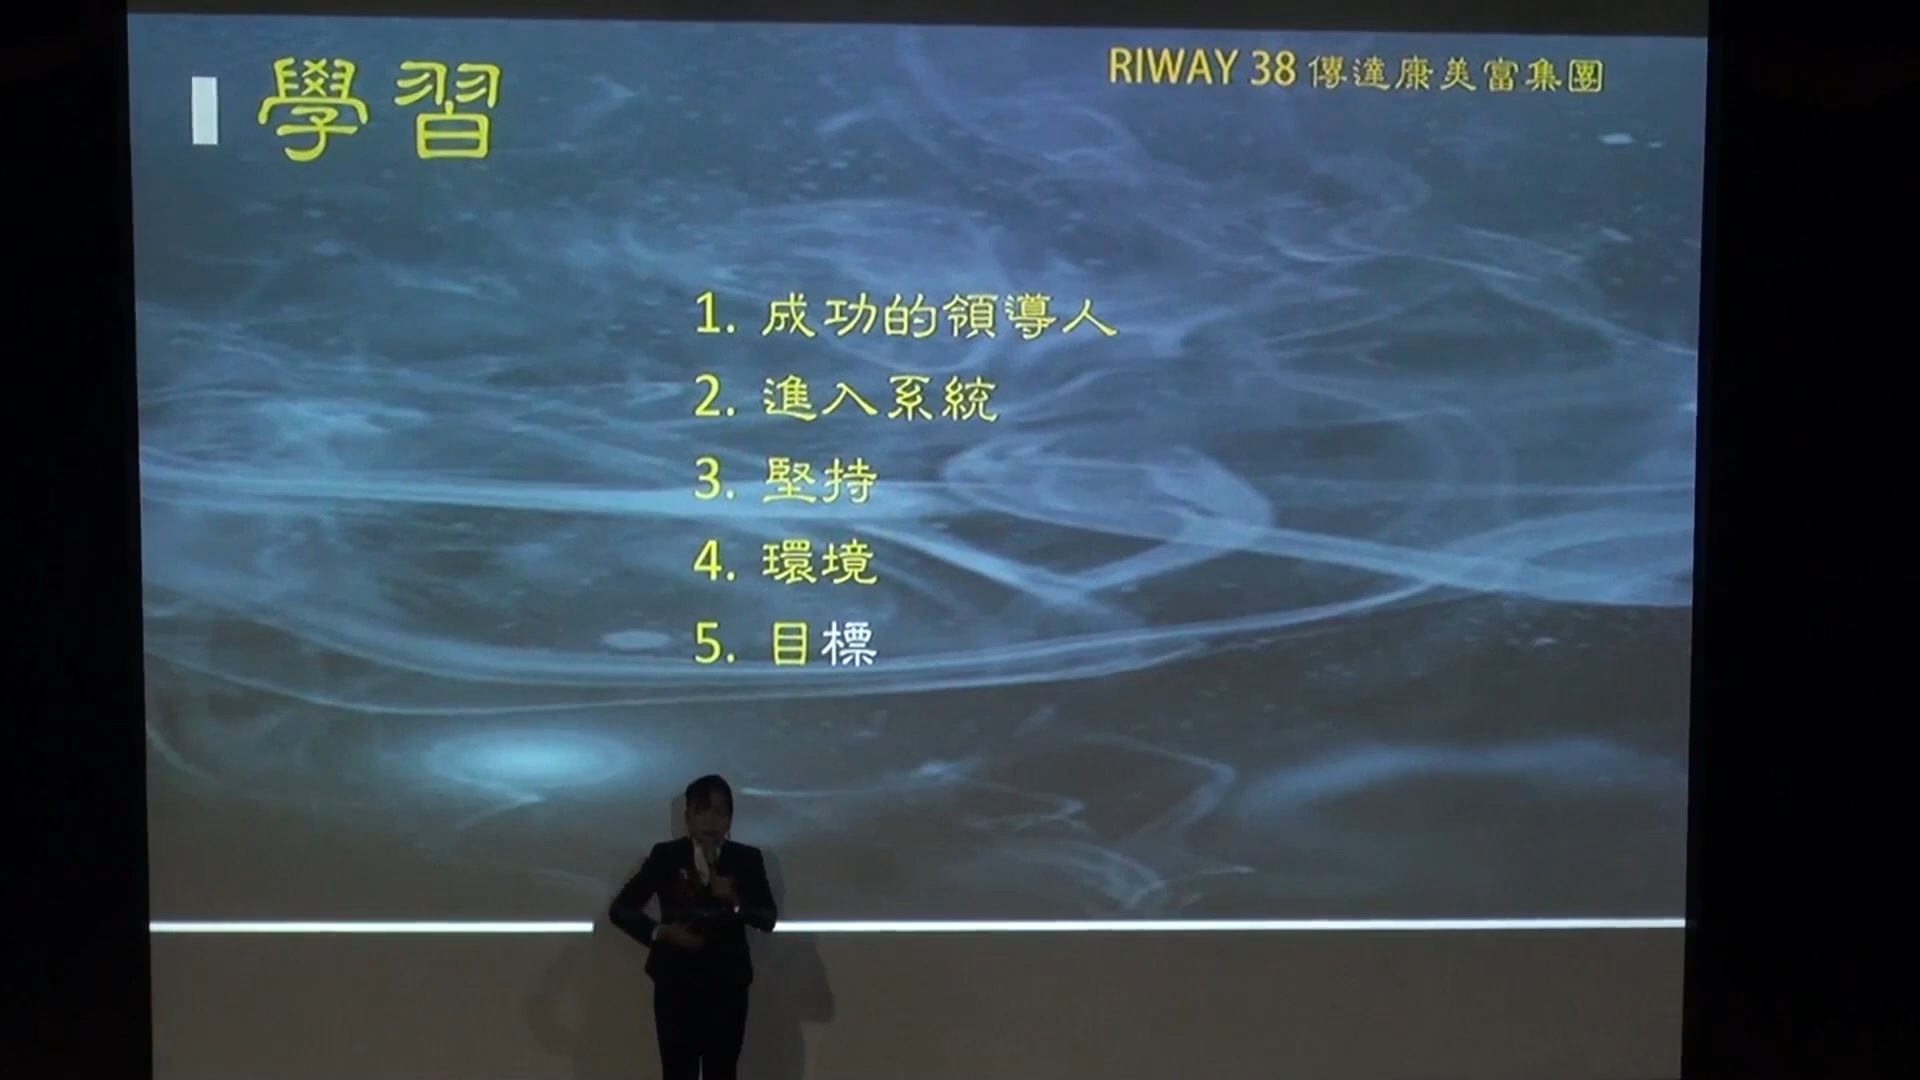 學習
RIWAY 38 傳達康美富集團
1. 成功的領導人
2. 進入系統
3. 堅持
4. 環境
5. 目標